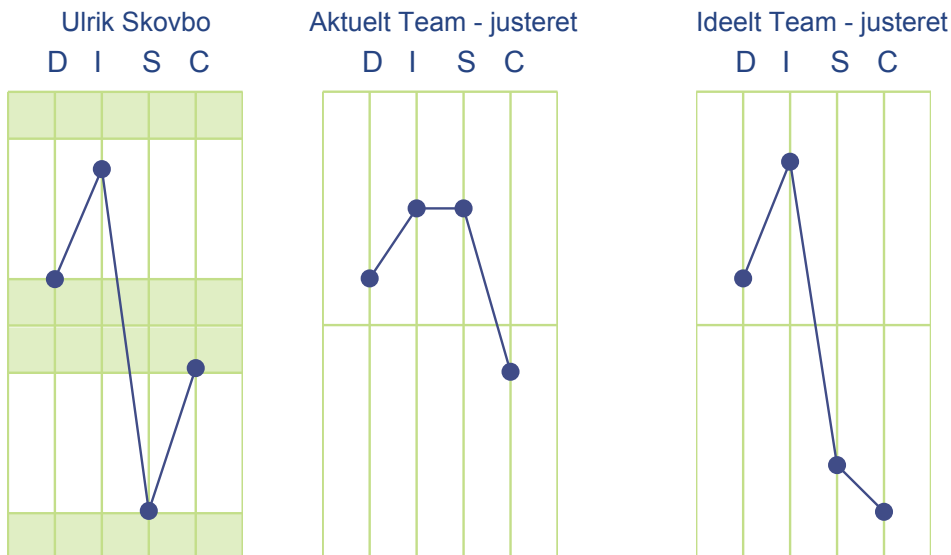 Ulrik Skovbo
D I S C
Aktuelt Team - justeret
D I S C
Ideelt Team - justeret
D I S C